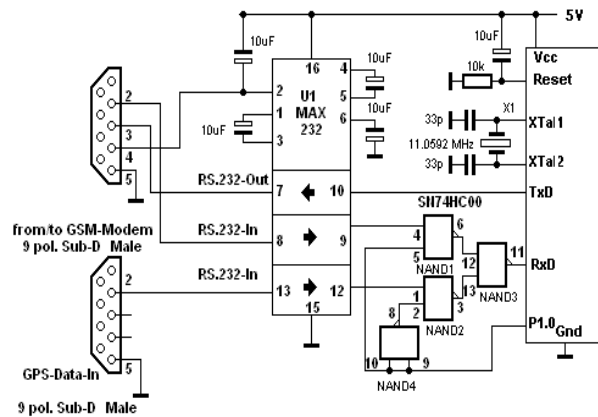 5V
10uF
10uF
10uF
Vcc
16
4
10k
Reset
2
U1
5
10uF
2
1
MAX
6
33p
X1
XTal1
10uF
3
232
3
11.0592 MHz
4
33p
XTal2
5
RS.232-Out
7
10
SN74HC00
TxD
from/to GSM-Modem
9 pol. Sub-D Male
RS.232-In
8
9
4
6
5
12
11
RxD
NAND1
RS.232-In
2
13
12
1
13
NAND3
2
3
15
8
NAND2
P1.0
Gnd
GPS-Data-In
5
10
9
NAND4
9 pol. Sub-D Male